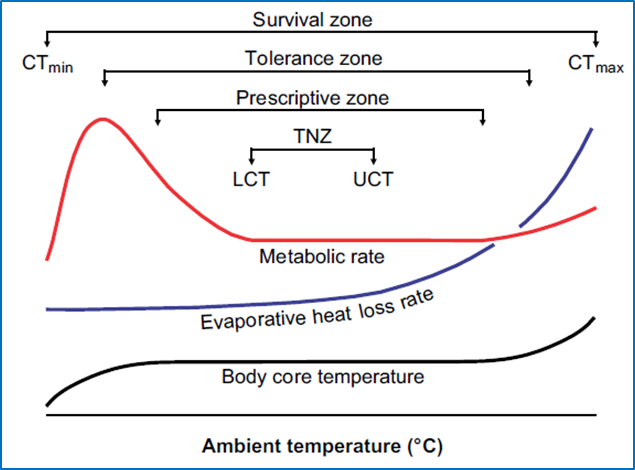 Survival zone
CTmin
CTmax
Tolerance zone
Prescriptive zone
TNZ
LCT
UCT
Metabolic rate
Evaporative heat loss rate
Body core temperature
Ambient temperature (°C)